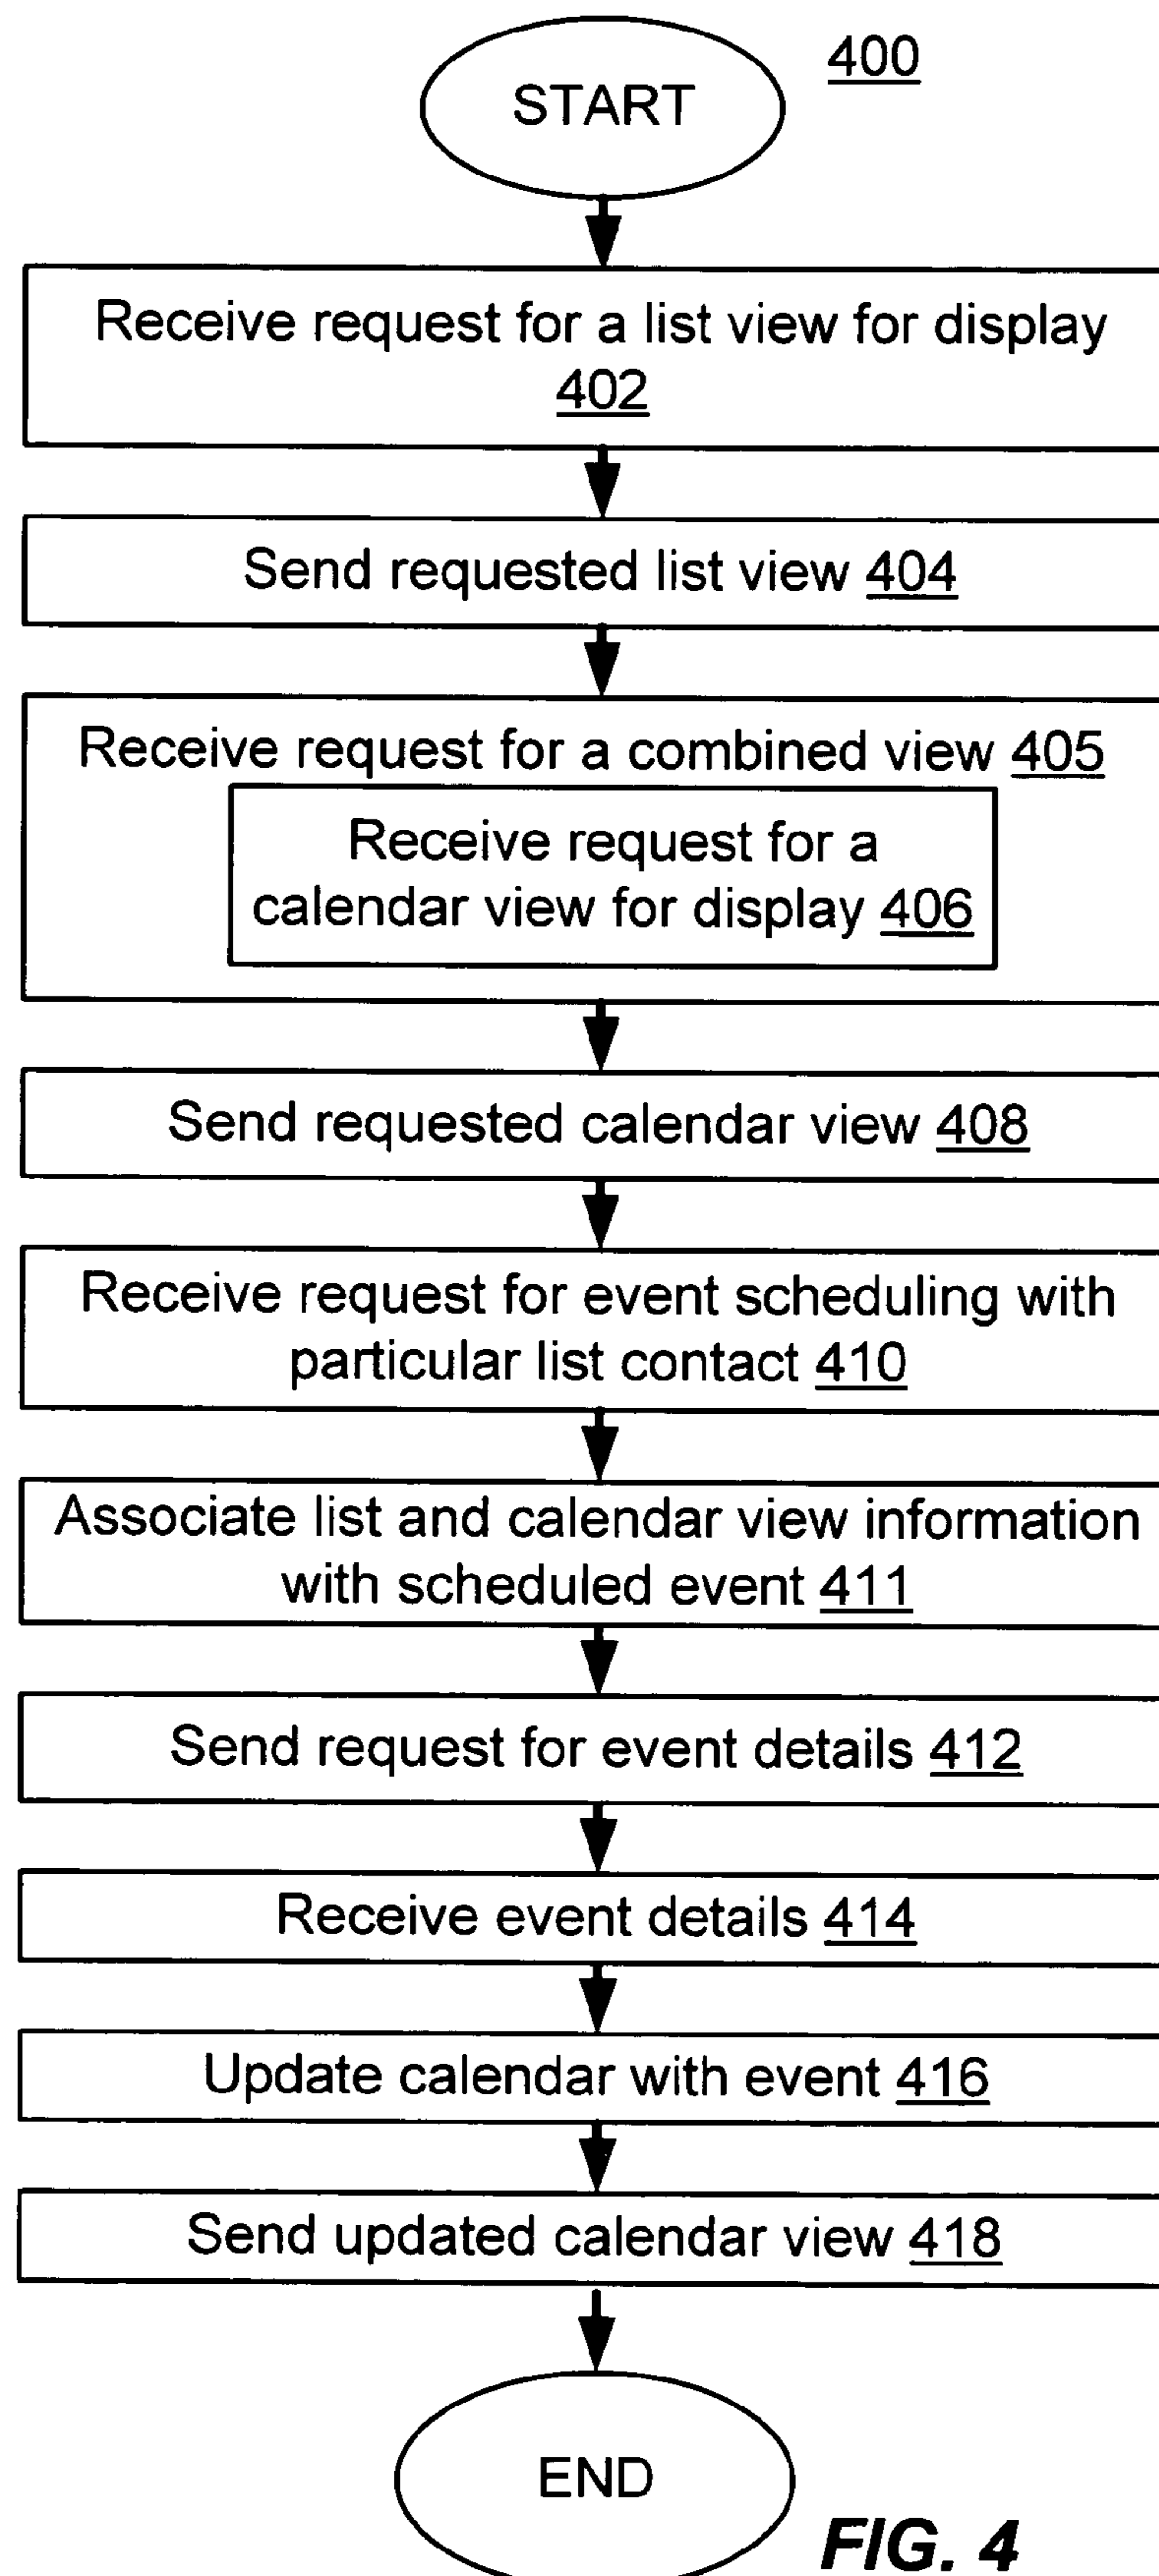 400
START
Receive request for a list view for display
402
Send requested list view 404
Receive request for a combined view 405
Receive request for a
calendar view for display 406
Send requested calendar view 408
Receive request for event scheduling with
particular list contact 410
Associate list and calendar view information
with scheduled event 411
Send request for event details 412
Receive event details 414
Update calendar with event 416
Send updated calendar view 418
END
FIG. 4